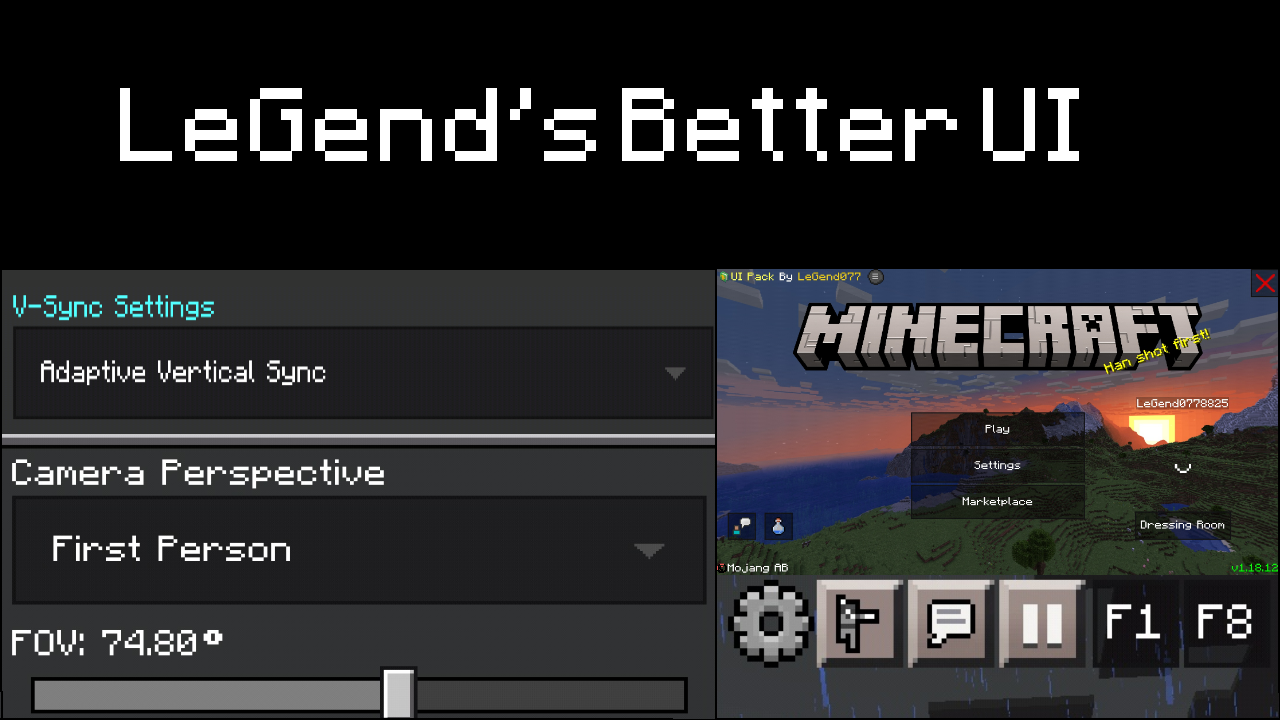 LeGend's Better UI
V-Sync Settings
Adaptive Vertical Sync
Camera Perspective
First Person
FOV: 74.80°
UI Pack By LeGend077
MINECRAFT
Han shot first!
LeGend0778825
Play
Settings
Marketplace
Dressing Room
Mojang AB
v1.18.12
F1 F8